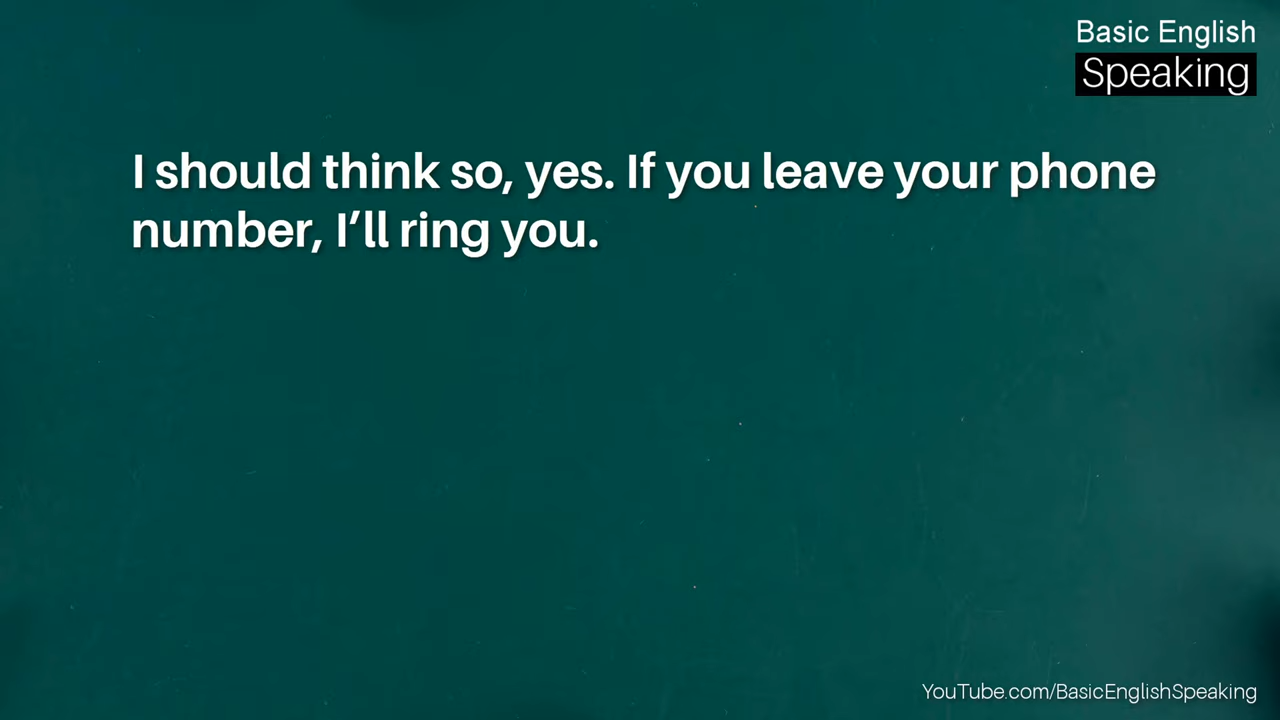 Basic English
Speaking
I should think so, yes. If you leave your phone
number, I’ll ring you.
YouTube.com/BasicEnglishSpeaking